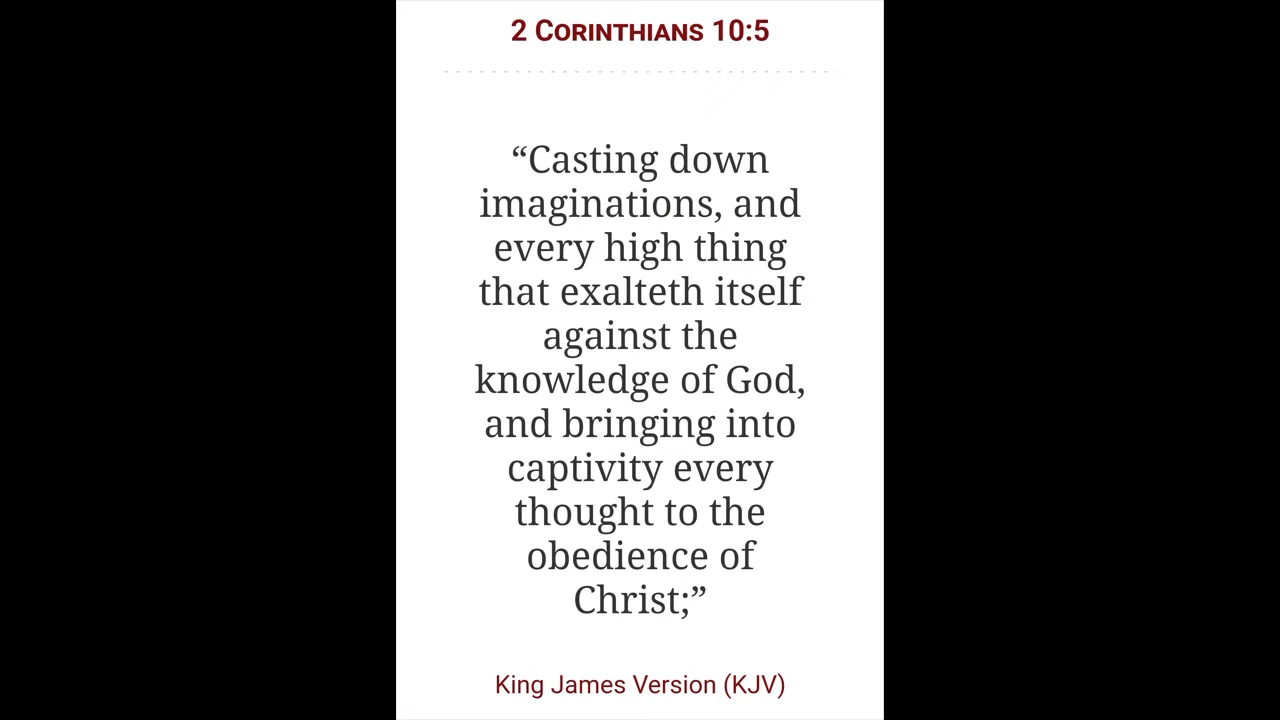 2 Corinthians 10:5
“Casting down
imaginations, and
every high thing
that exalteth itself
against the
knowledge of God,
and bringing into
captivity every
thought to the
obedience of
Christ;”
King James Version (KJV)